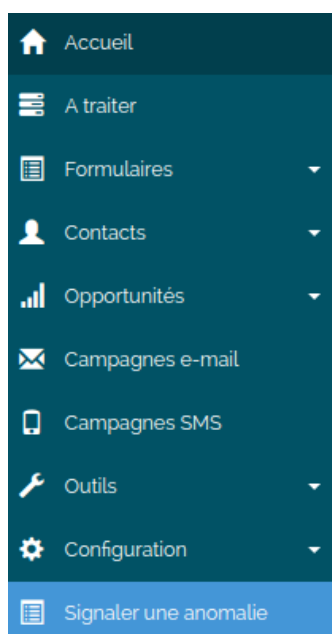 Accueil
A traiter
Formulaires
Contacts
Opportunités
Campagnes e-mail
Campagnes SMS
Outils
Configuration
Signaler une anomalie